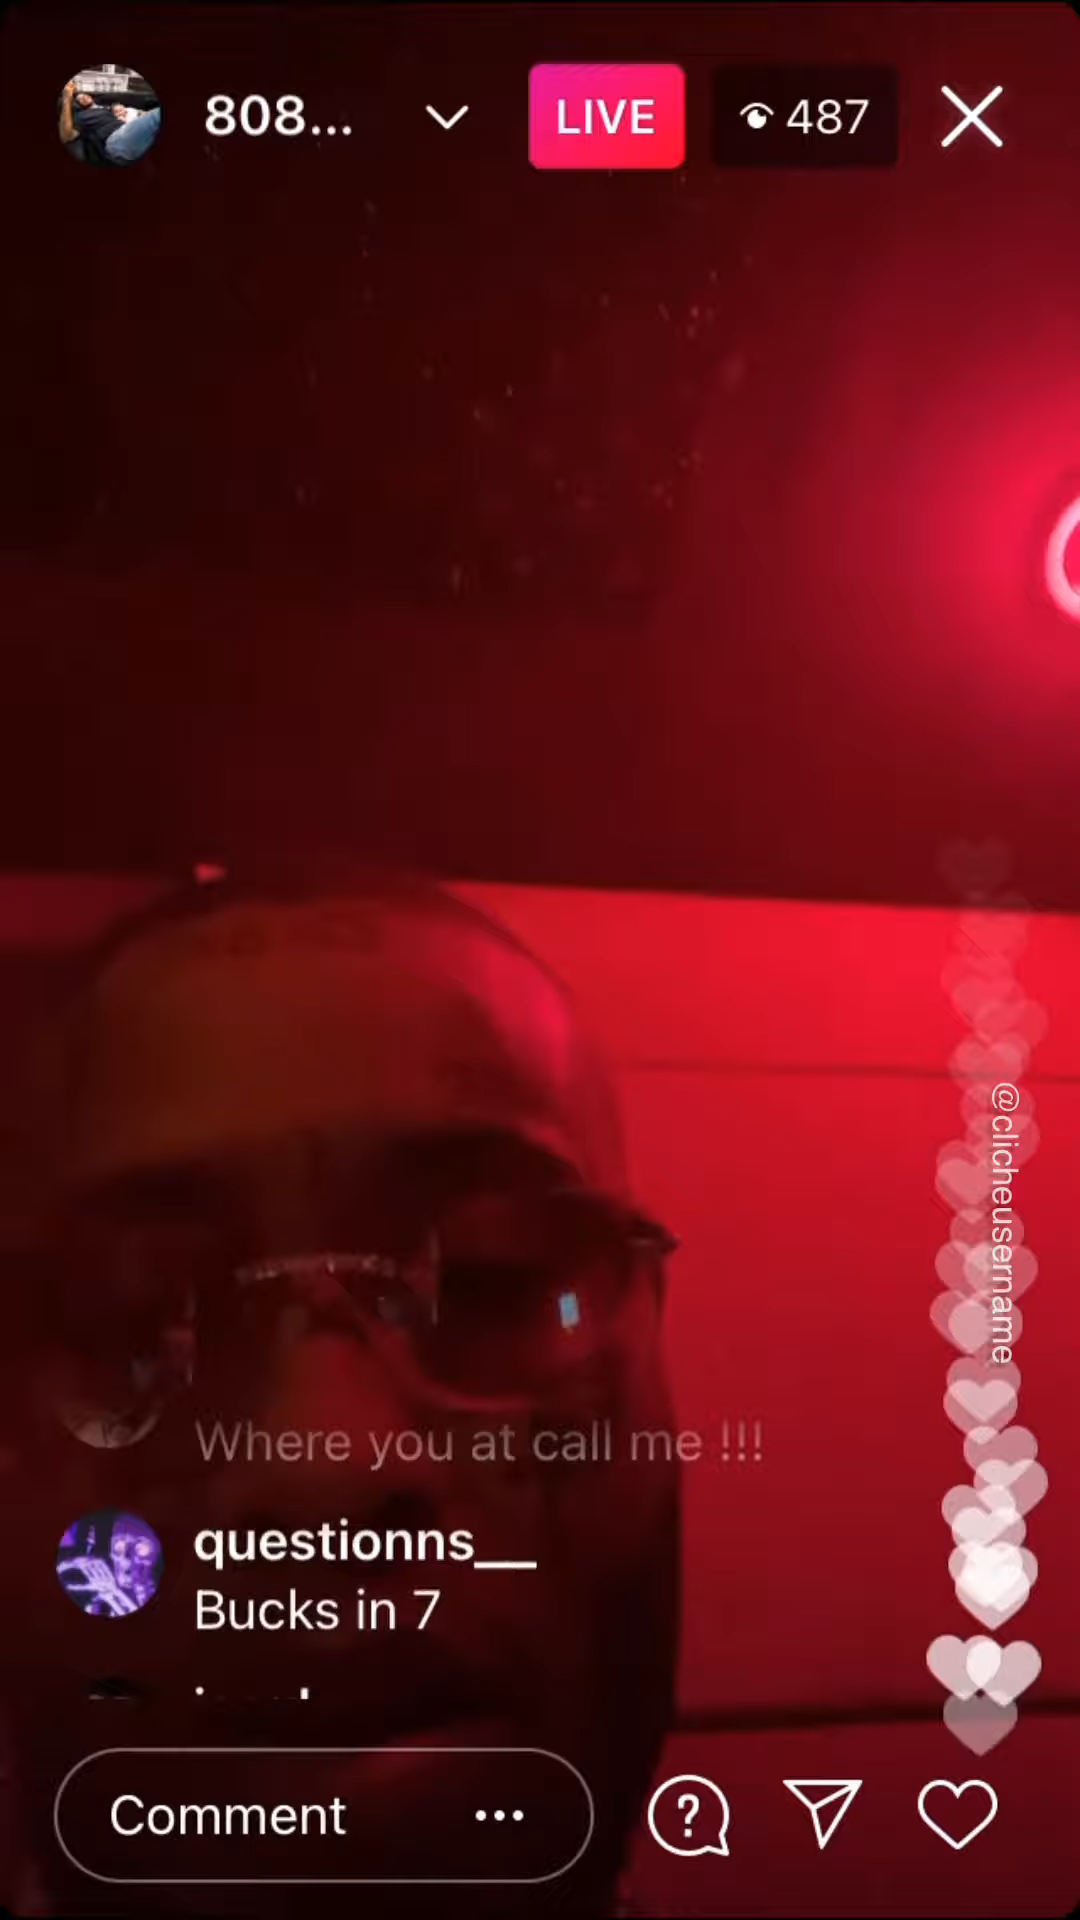 808...
LIVE
487
@clicheusername
Where you at call me !!!
questionns__
Bucks in 7
Comment